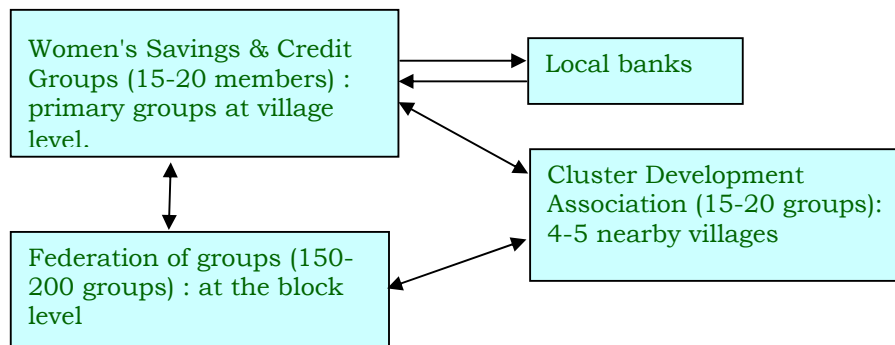 Women's Savings & Credit
Groups (15-20 members) :
primary groups at village
level.
Local banks
Cluster Development
Association (15-20 groups):
4-5 nearby villages
Federation of groups (150-
200 groups) : at the block
level